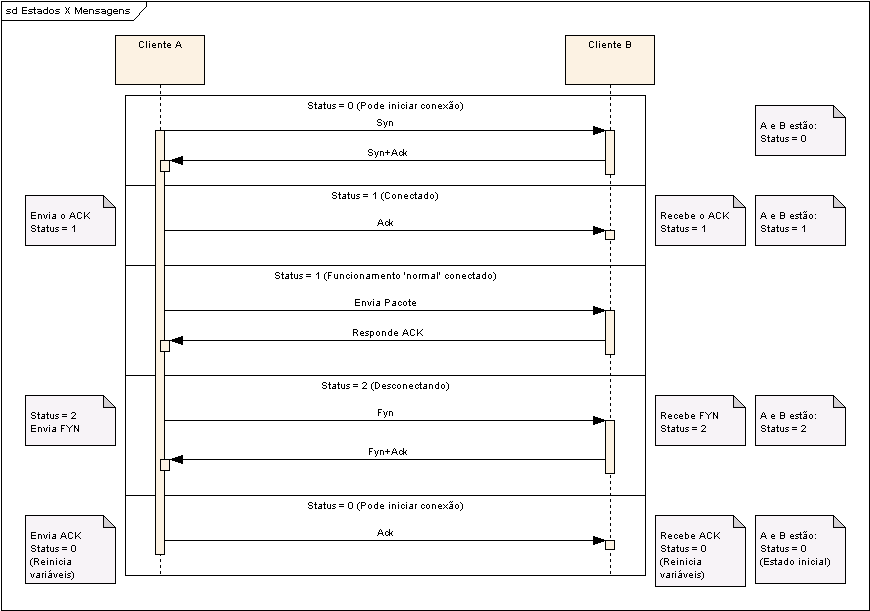 sd Estados X Mensagens
Cliente A
Cliente B
Status = 0 (Pode iniciar conexão)
Syn
Syn+Ack
A e B estão:
Status = 0
Status = 1 (Conectado)
Ack
Envia o ACK
Status = 1
Recebe o ACK
Status = 1
A e B estão:
Status = 1
Status = 1 (Funcionamento 'normal' conectado)
Envia Pacote
Responde ACK
Status = 2 (Desconectando)
Fyn
Fyn+Ack
Status = 2
Envia FYN
Recebe FYN
Status = 2
A e B estão:
Status = 2
Status = 0 (Pode iniciar conexão)
Ack
Envia ACK
Status = 0
(Reinicia
variáveis)
Recebe ACK
Status = 0
(Reinicia
variáveis)
A e B estão:
Status = 0
(Estado inicial)